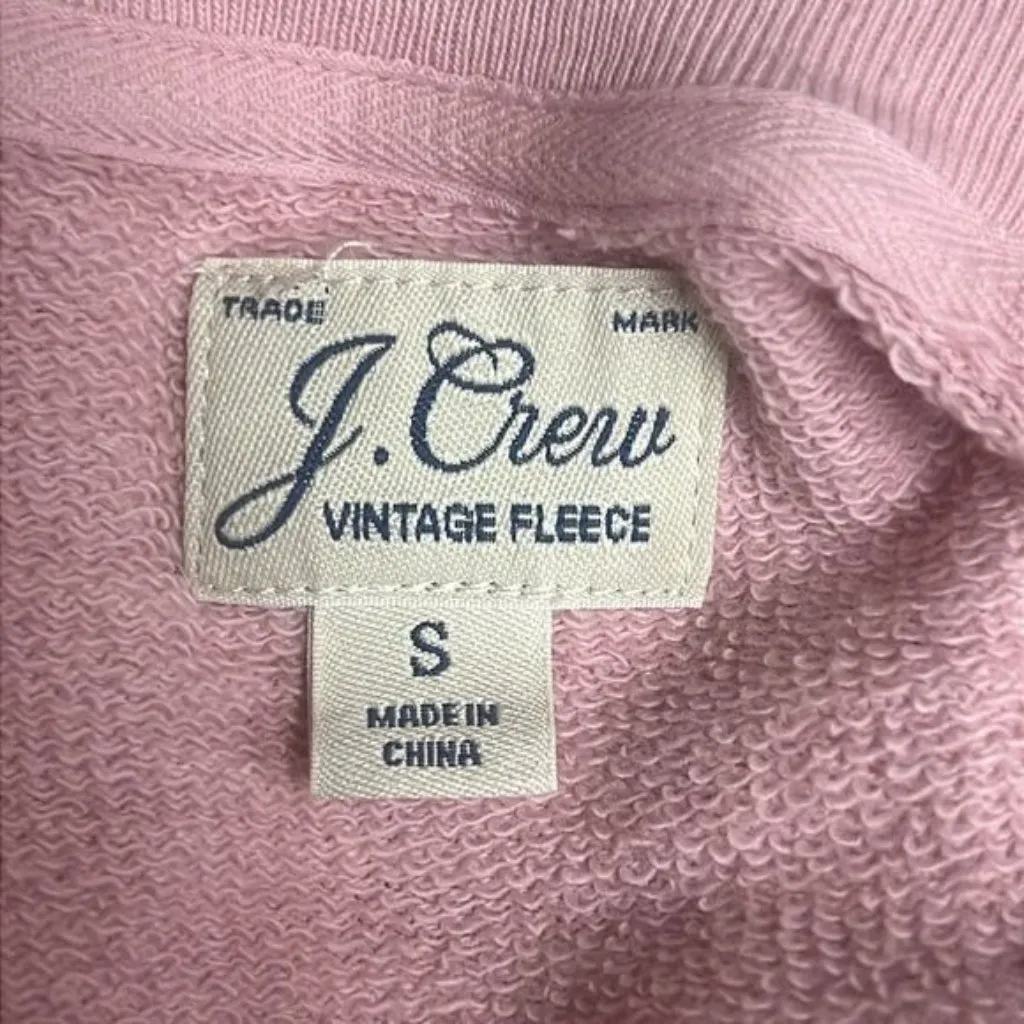 TRADE MARK
J.Crew
VINTAGE FLEECE
S
MADE IN
CHINA